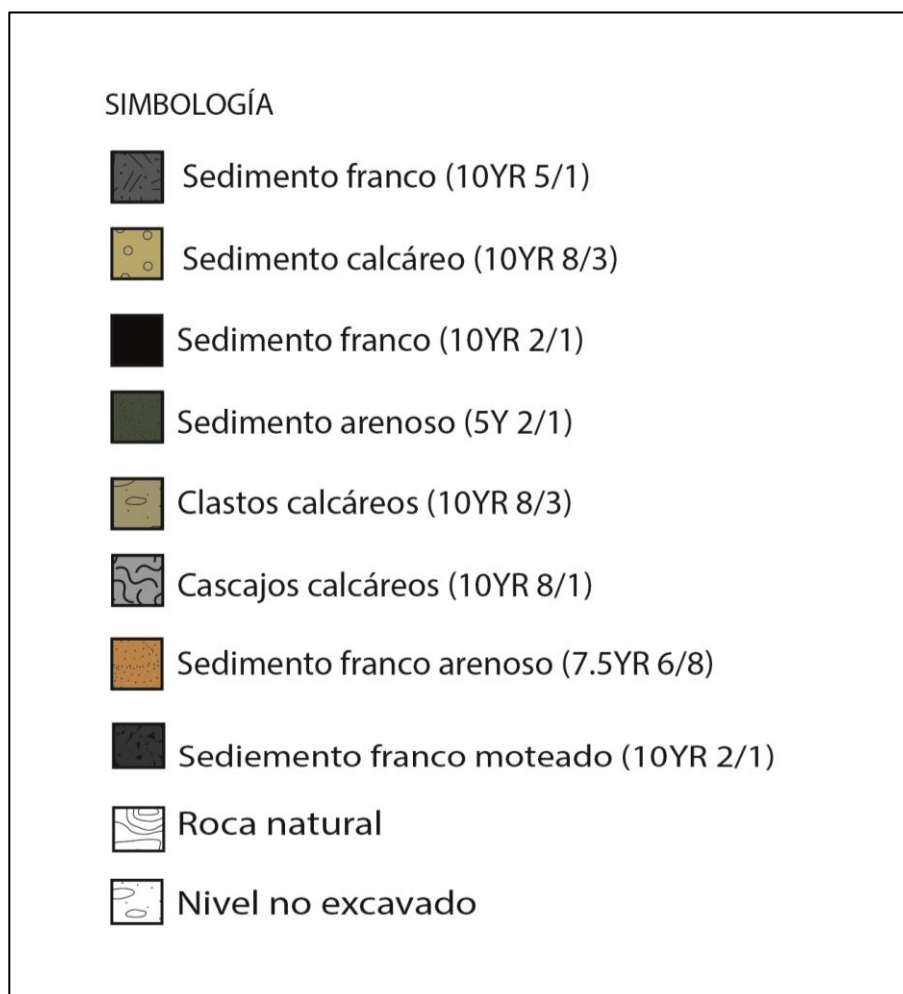 SIMBOLOGÍA
Sedimento franco (10YR 5/1)
Sedimento calcáreo (10YR 8/3)
Sedimento franco (10YR 2/1)
Sedimento arenoso (5Y 2/1)
Clastos calcáreos (10YR 8/3)
Cascajos calcáreos (10YR 8/1)
Sedimento franco arenoso (7.5YR 6/8)
Sediemento franco moteado (10YR 2/1)
Roca natural
Nivel no excavado